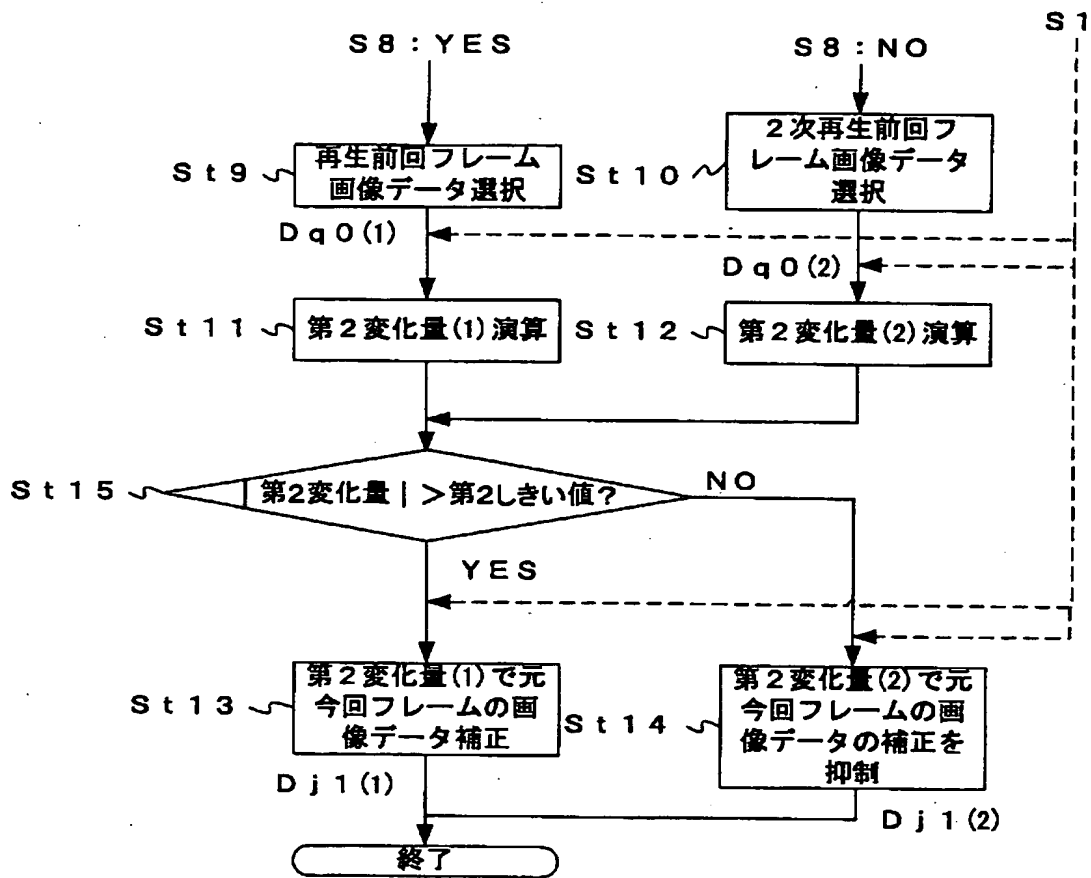 S1
S8:YES
S8:NO
St9
再生前回フレーム
画像データ選択
St10
2次再生前回フ
レーム画像データ
選択
Dq0(1)
Dq0(2)
St11
第2変化量(1)演算
St12
第2変化量(2)演算
St15
|第2変化量|>第2しきい値?
NO
YES
St13
第2変化量(1)で元
今回フレームの画
像データ補正
St14
第2変化量(2)で元
今回フレームの画
像データの補正を
抑制
Dj1(1)
Dj1(2)
終了